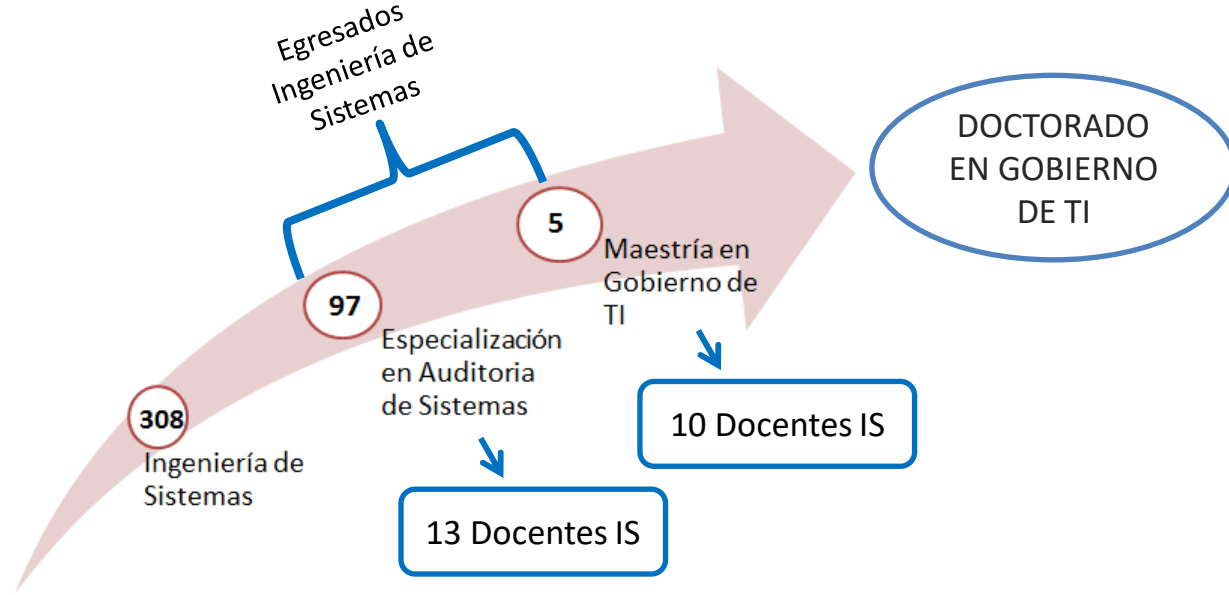 Egresados
Ingeniería de
Sistemas
DOCTORADO
EN GOBIERNO
DE TI
5
Maestría en
Gobierno de
TI
97
Especialización
en Auditoria
de Sistemas
308
Ingeniería de
Sistemas
10 Docentes IS
13 Docentes IS